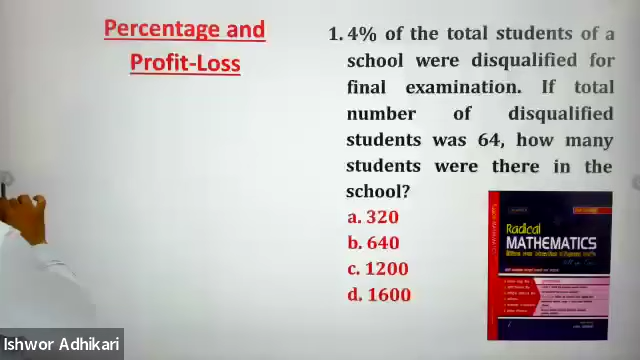 Percentage and
Profit-Loss
1. 4% of the total students of a
school were disqualified for
final examination. If total
number of disqualified
students was 64, how many
students were there in the
school?
a. 320
b. 640
c. 1200
d. 1600
Radical
MATHEMATICS
Ishwor Adhikari